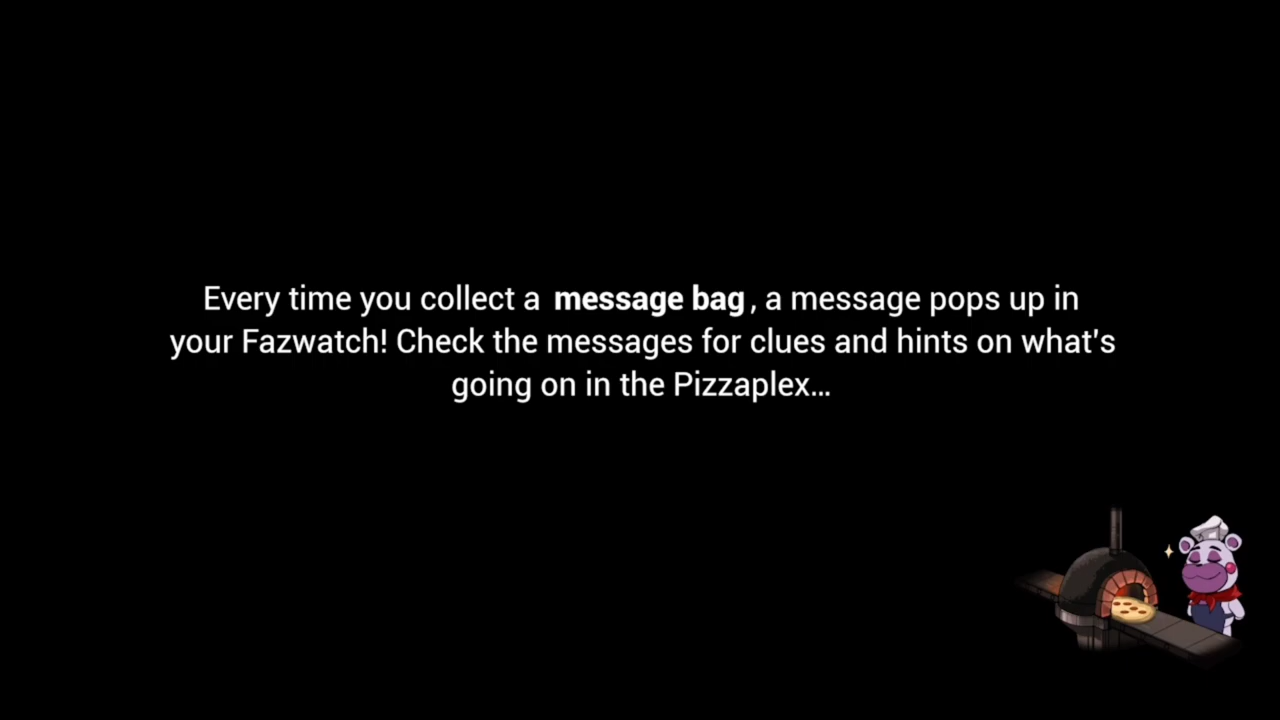 Every time you collect a message bag, a message pops up in
your Fazwatch! Check the messages for clues and hints on what's
going on in the Pizzaplex...